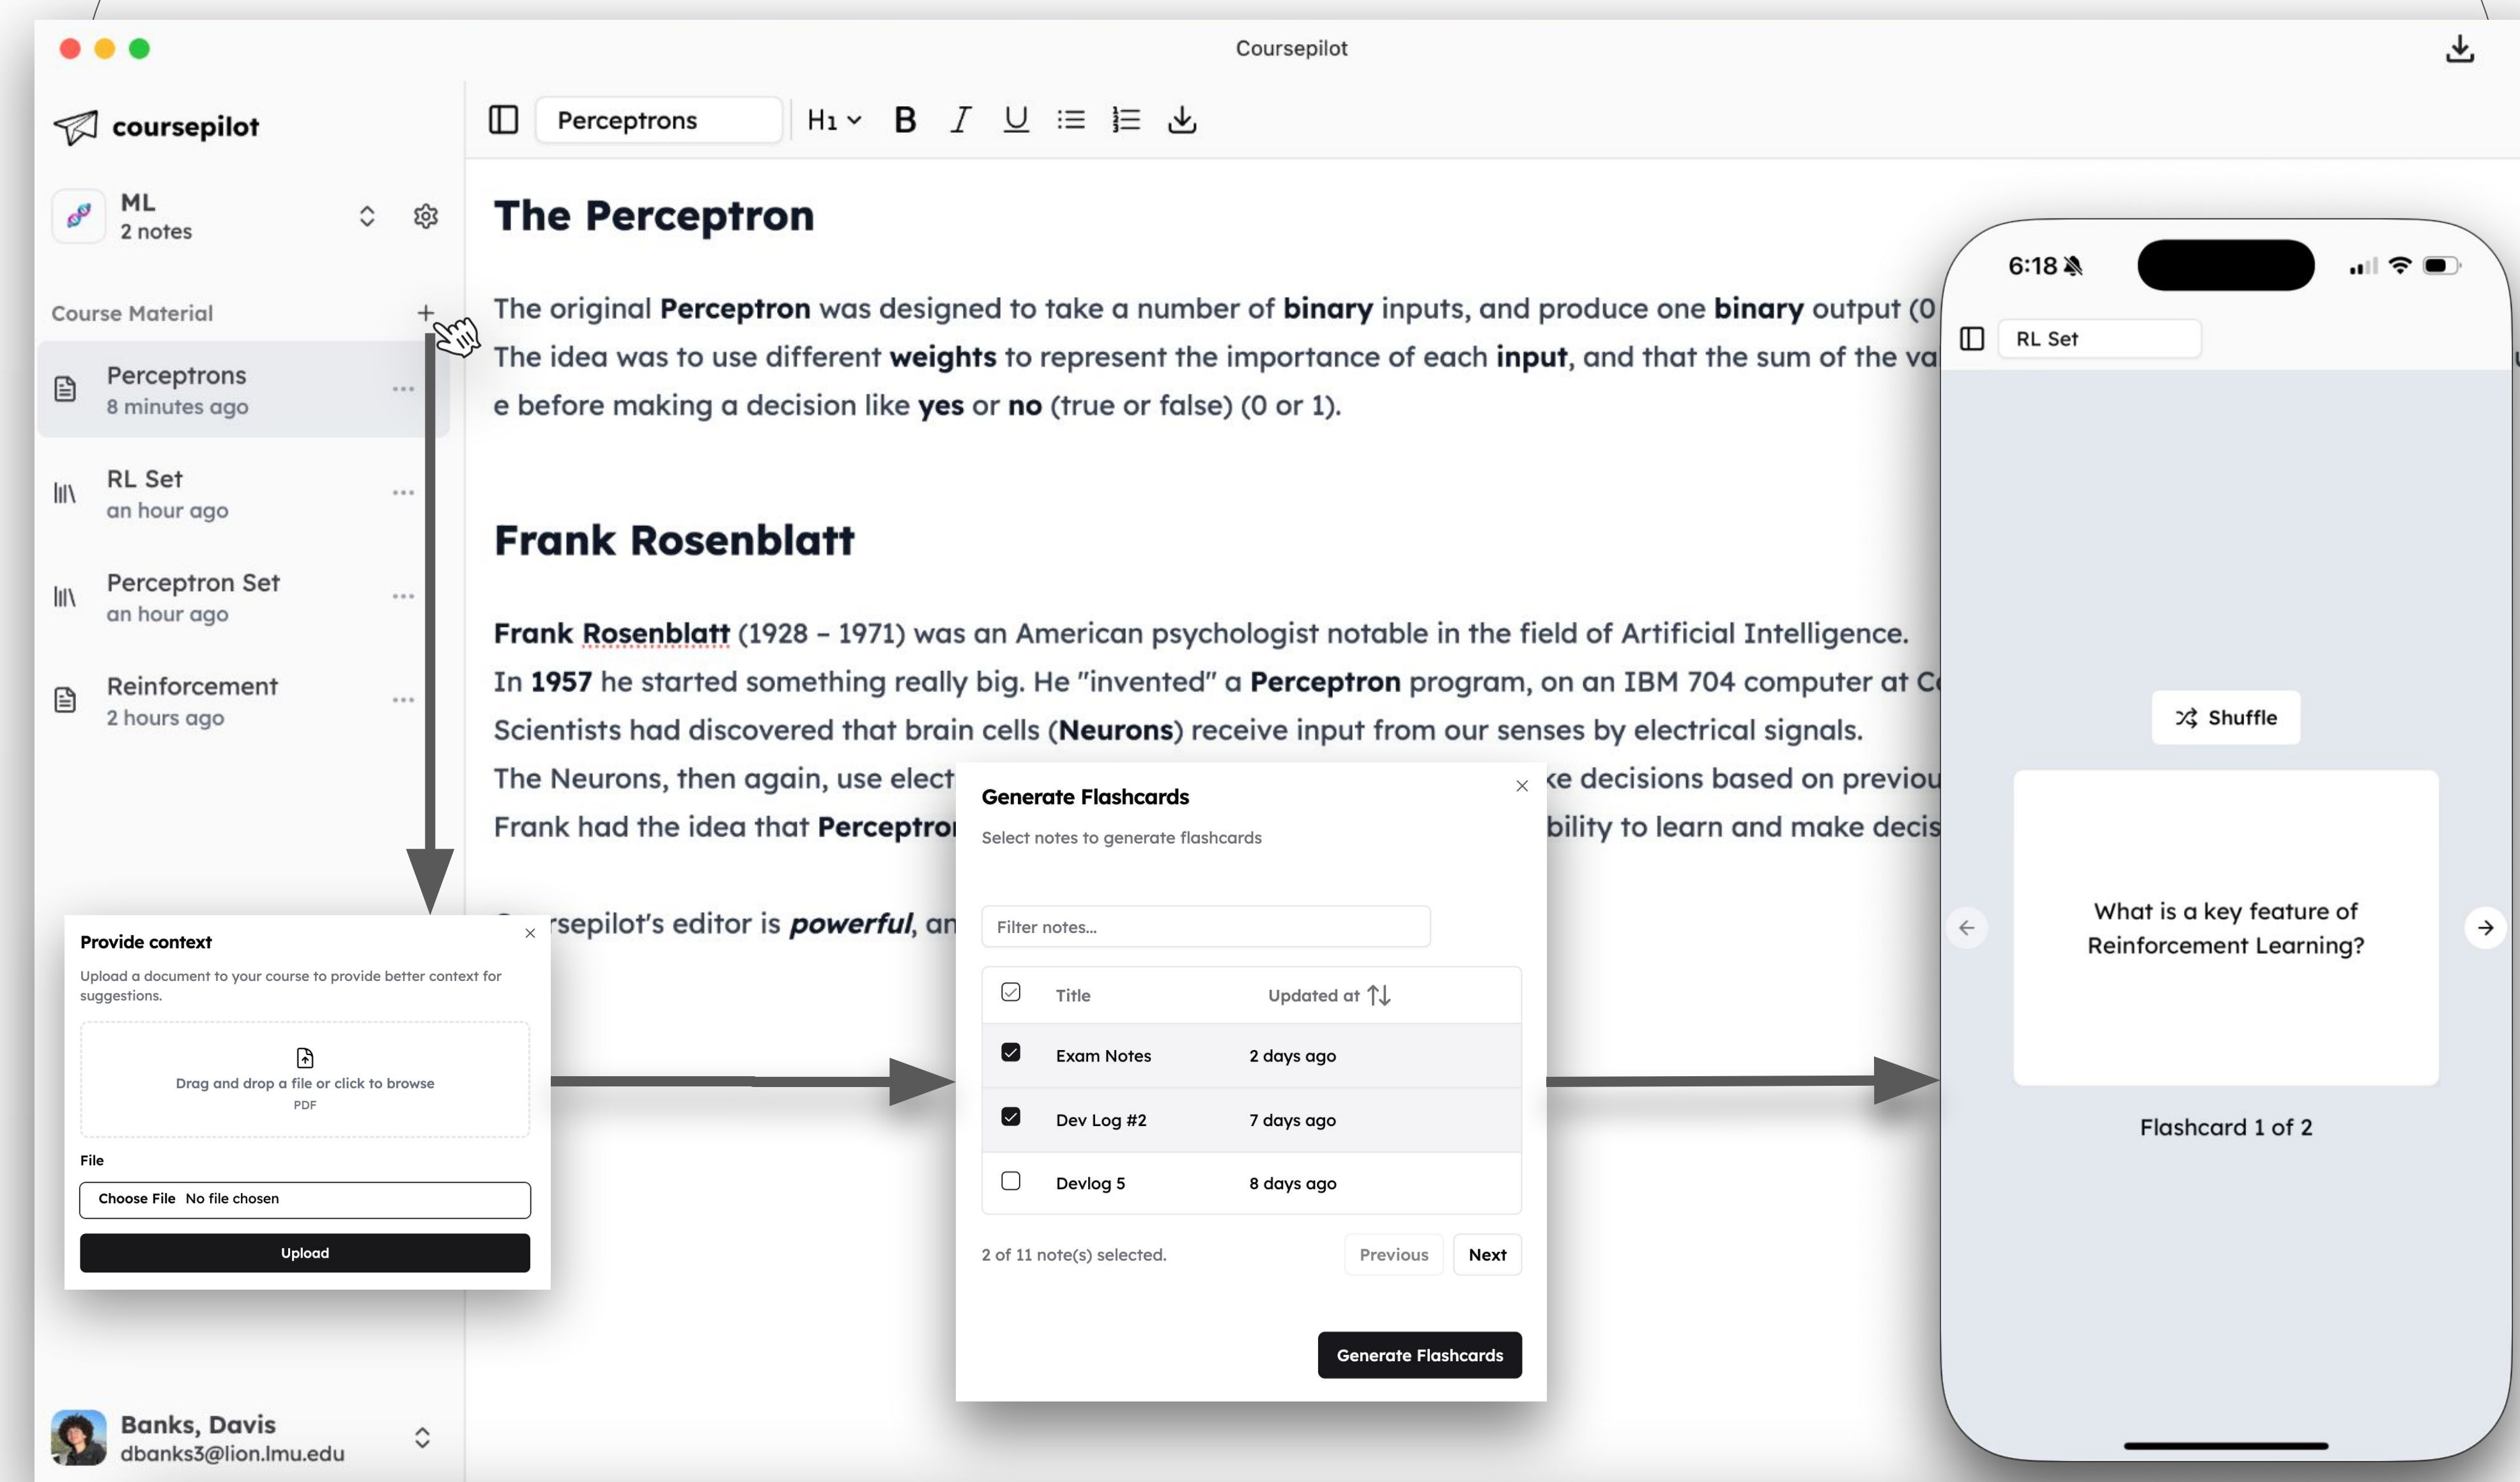 Coursepilot
coursepilot
ML
2 notes
Course Material
Perceptrons
8 minutes ago
RL Set
an hour ago
Perceptron Set
an hour ago
Reinforcement
2 hours ago
Banks, Davis
dbanks3@lion.lmu.edu
Perceptrons
H1
B I U
The Perceptron
The original Perceptron was designed to take a number of binary inputs, and produce one binary output (0
The idea was to use different weights to represent the importance of each input, and that the sum of the va
e before making a decision like yes or no (true or false) (0 or 1).
Frank Rosenblatt
Frank Rosenblatt (1928 – 1971) was an American psychologist notable in the field of Artificial Intelligence.
In 1957 he started something really big. He "invented" a Perceptron program, on an IBM 704 computer at Co
Scientists had discovered that brain cells (Neurons) receive input from our senses by electrical signals.
The Neurons, then again, use elect ke decisions based on previou
Frank had the idea that Perceptron bility to learn and make decis
rsepilot's editor is powerful, an
Provide context
Upload a document to your course to provide better context for
suggestions.
Drag and drop a file or click to browse
PDF
File
Choose File No file chosen
Upload
Generate Flashcards
Select notes to generate flashcards
Filter notes...
Title Updated at
Exam Notes 2 days ago
Dev Log #2 7 days ago
Devlog 5 8 days ago
2 of 11 note(s) selected.
Previous Next
Generate Flashcards
6:18
RL Set
Shuffle
What is a key feature of
Reinforcement Learning?
Flashcard 1 of 2